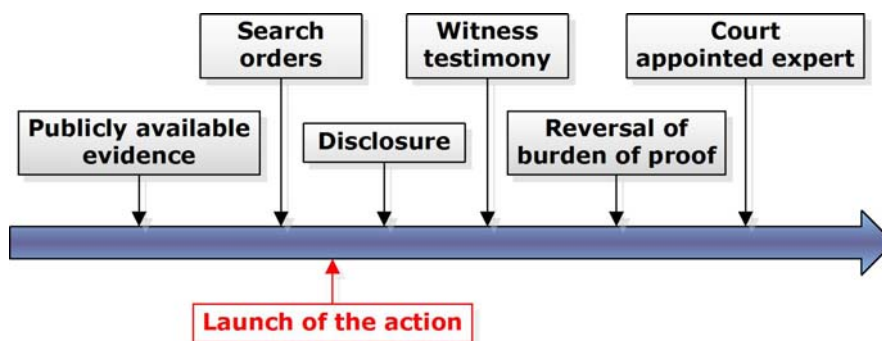 Search
orders
Witness
testimony
Court
appointed expert
Publicly available
evidence
Disclosure
Reversal of
burden of proof
Launch of the action